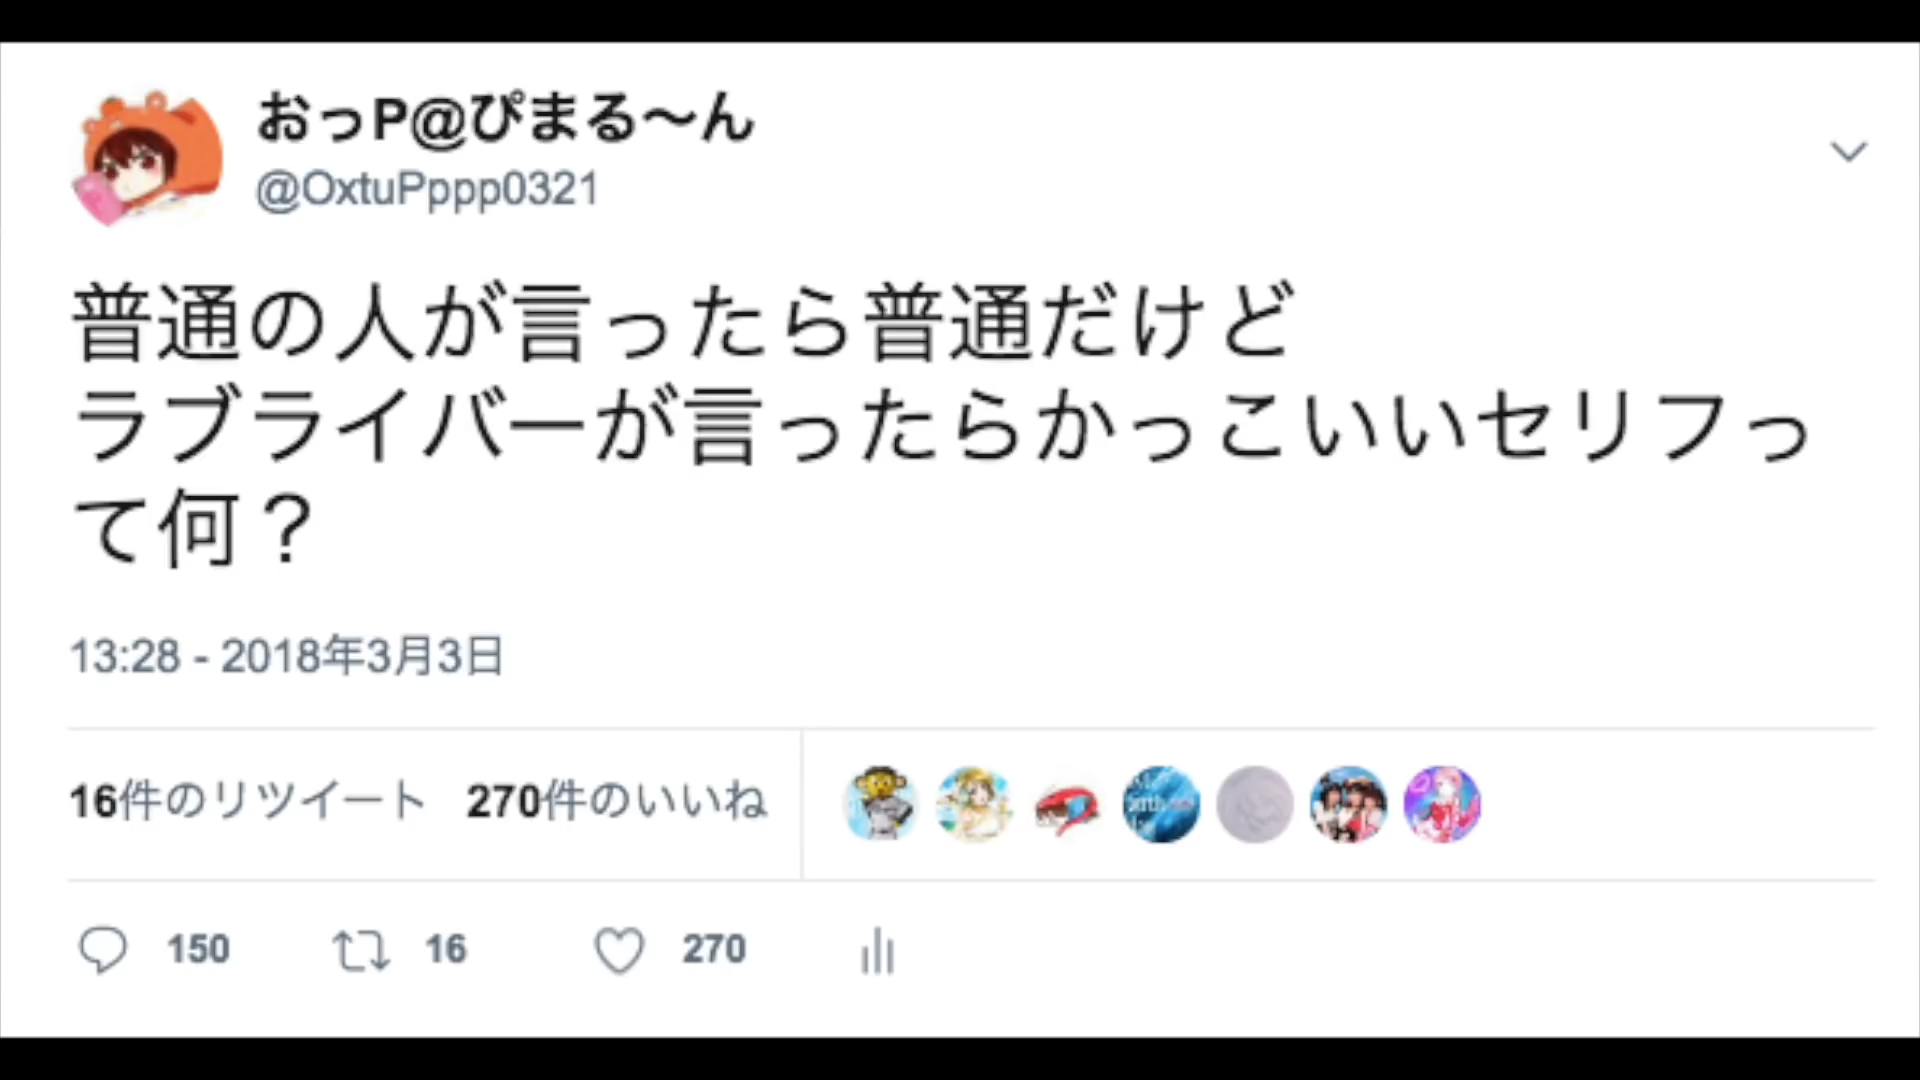 おっP@ぴまる〜ん
@OxtuPppp0321
普通の人が言ったら普通だけど
ラブライバーが言ったらかっこいいセリフっ
て何？
13:28 - 2018年3月3日
16件のリツイート 270件のいいね
150 16 270